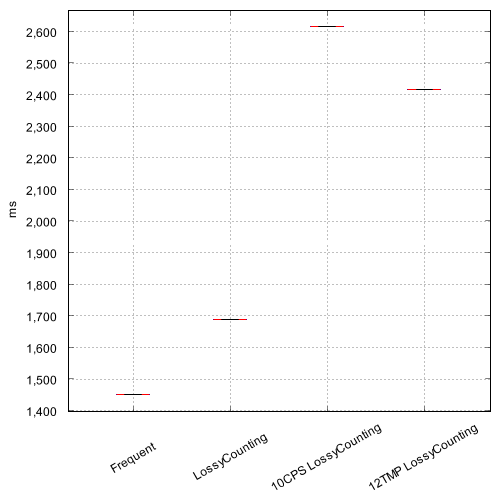 2,600
2,500
2,400
2,300
2,200
2,100
2,000
1,900
1,800
1,700
1,600
1,500
1,400
ms
Frequent
LossyCounting
10CPS LossyCounting
12TMP LossyCounting